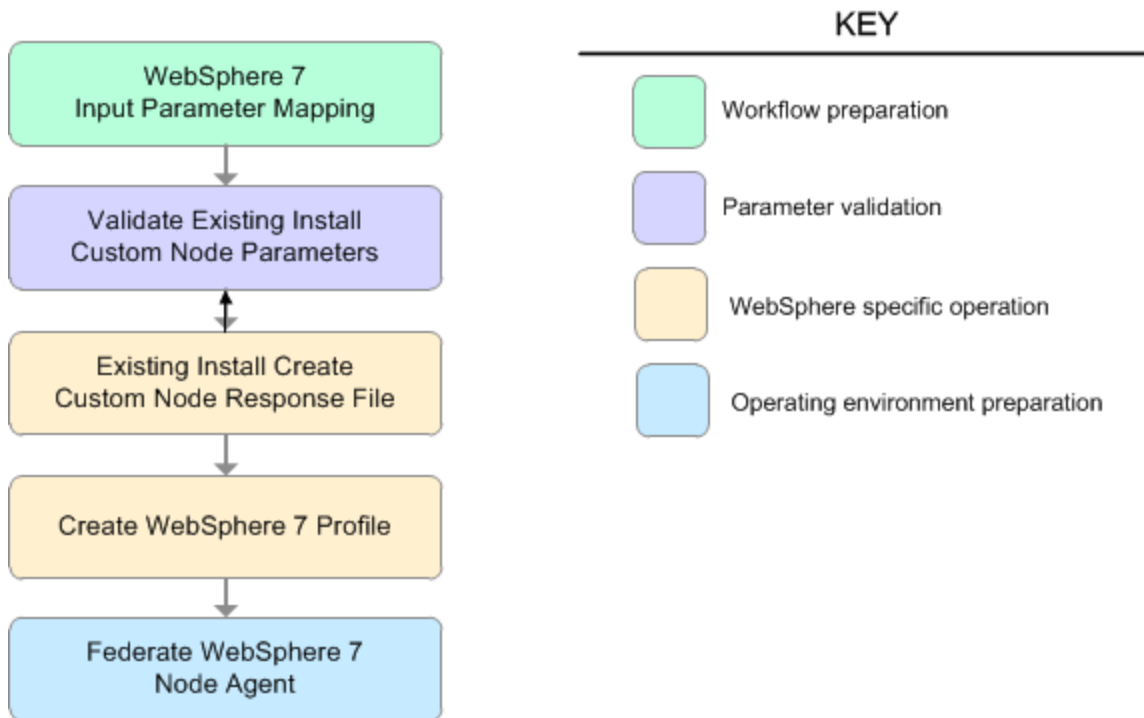 WebSphere 7
Input Parameter Mapping
Validate Existing Install
Custom Node Parameters
Existing Install Create
Custom Node Response File
Create WebSphere 7 Profile
Federate WebSphere 7
Node Agent
KEY
Workflow preparation
Parameter validation
WebSphere specific operation
Operating environment preparation